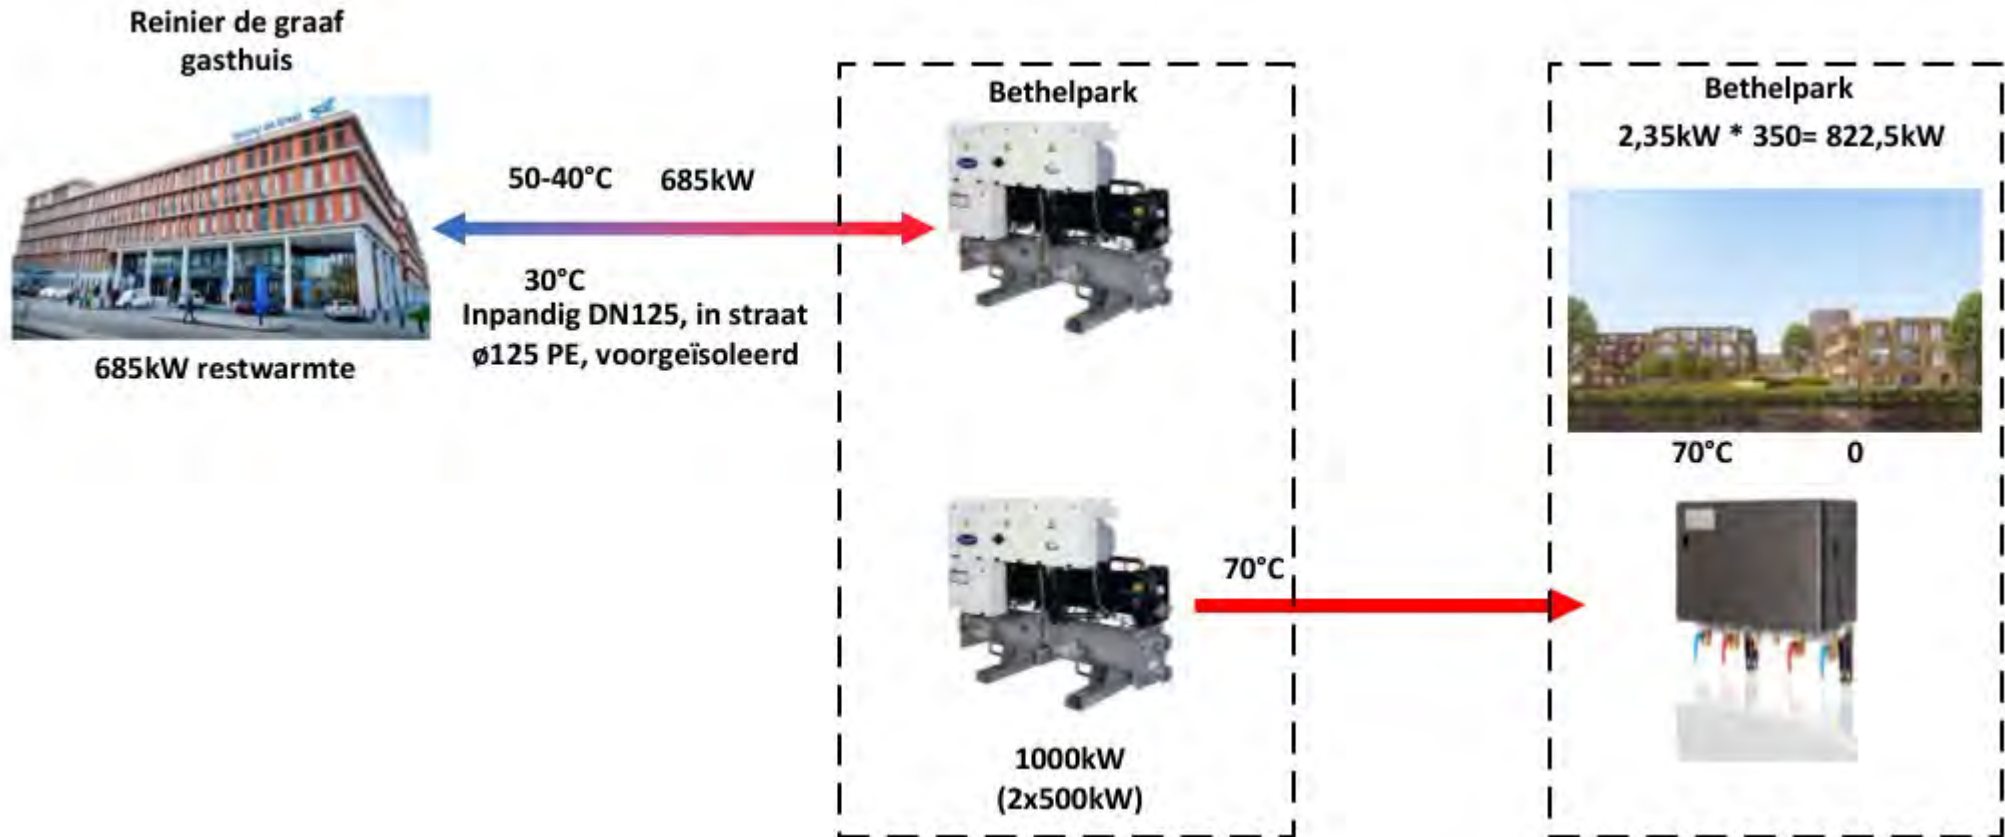 Reinier de graaf
gasthuis
685kW restwarmte
50-40°C 685kW
30°C
Inpandig DN125, in straat
ø125 PE, voorgeïsoleerd
Bethelpark
70°C
1000kW
(2x500kW)
Bethelpark
2,35kW * 350= 822,5kW
70°C 0